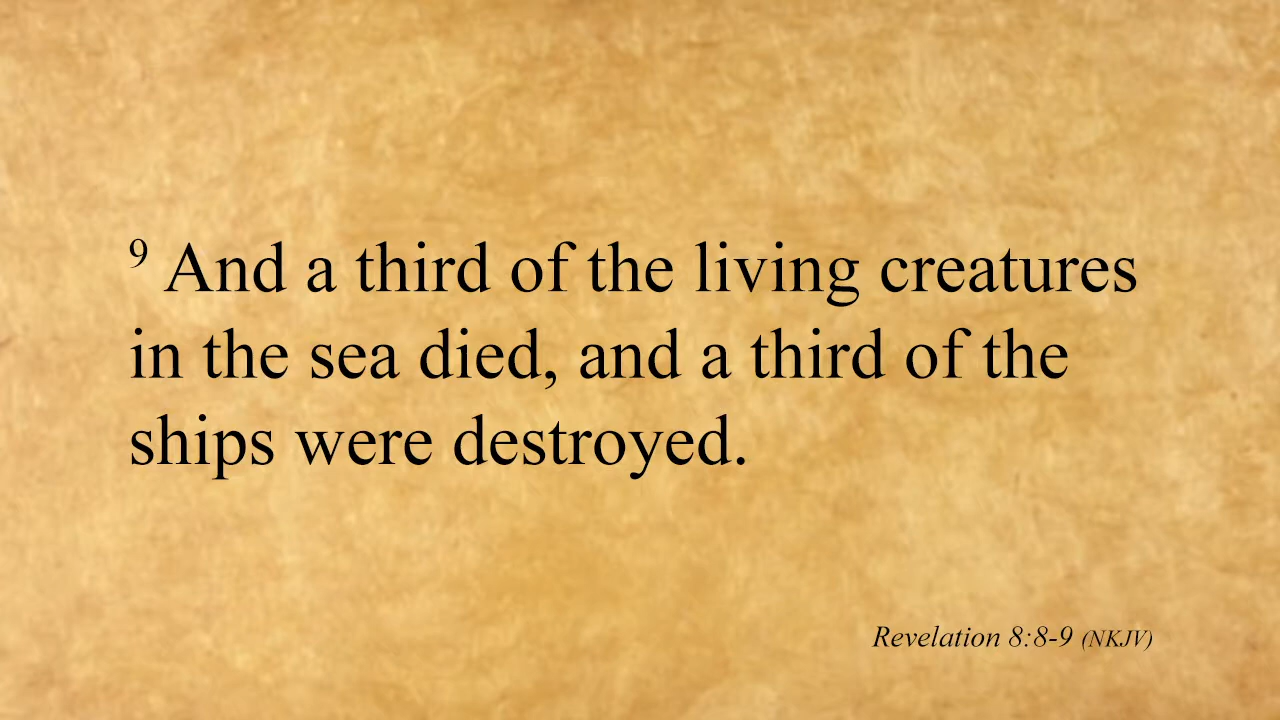 ⁹ And a third of the living creatures
in the sea died, and a third of the
ships were destroyed.
Revelation 8:8-9 (NKJV)